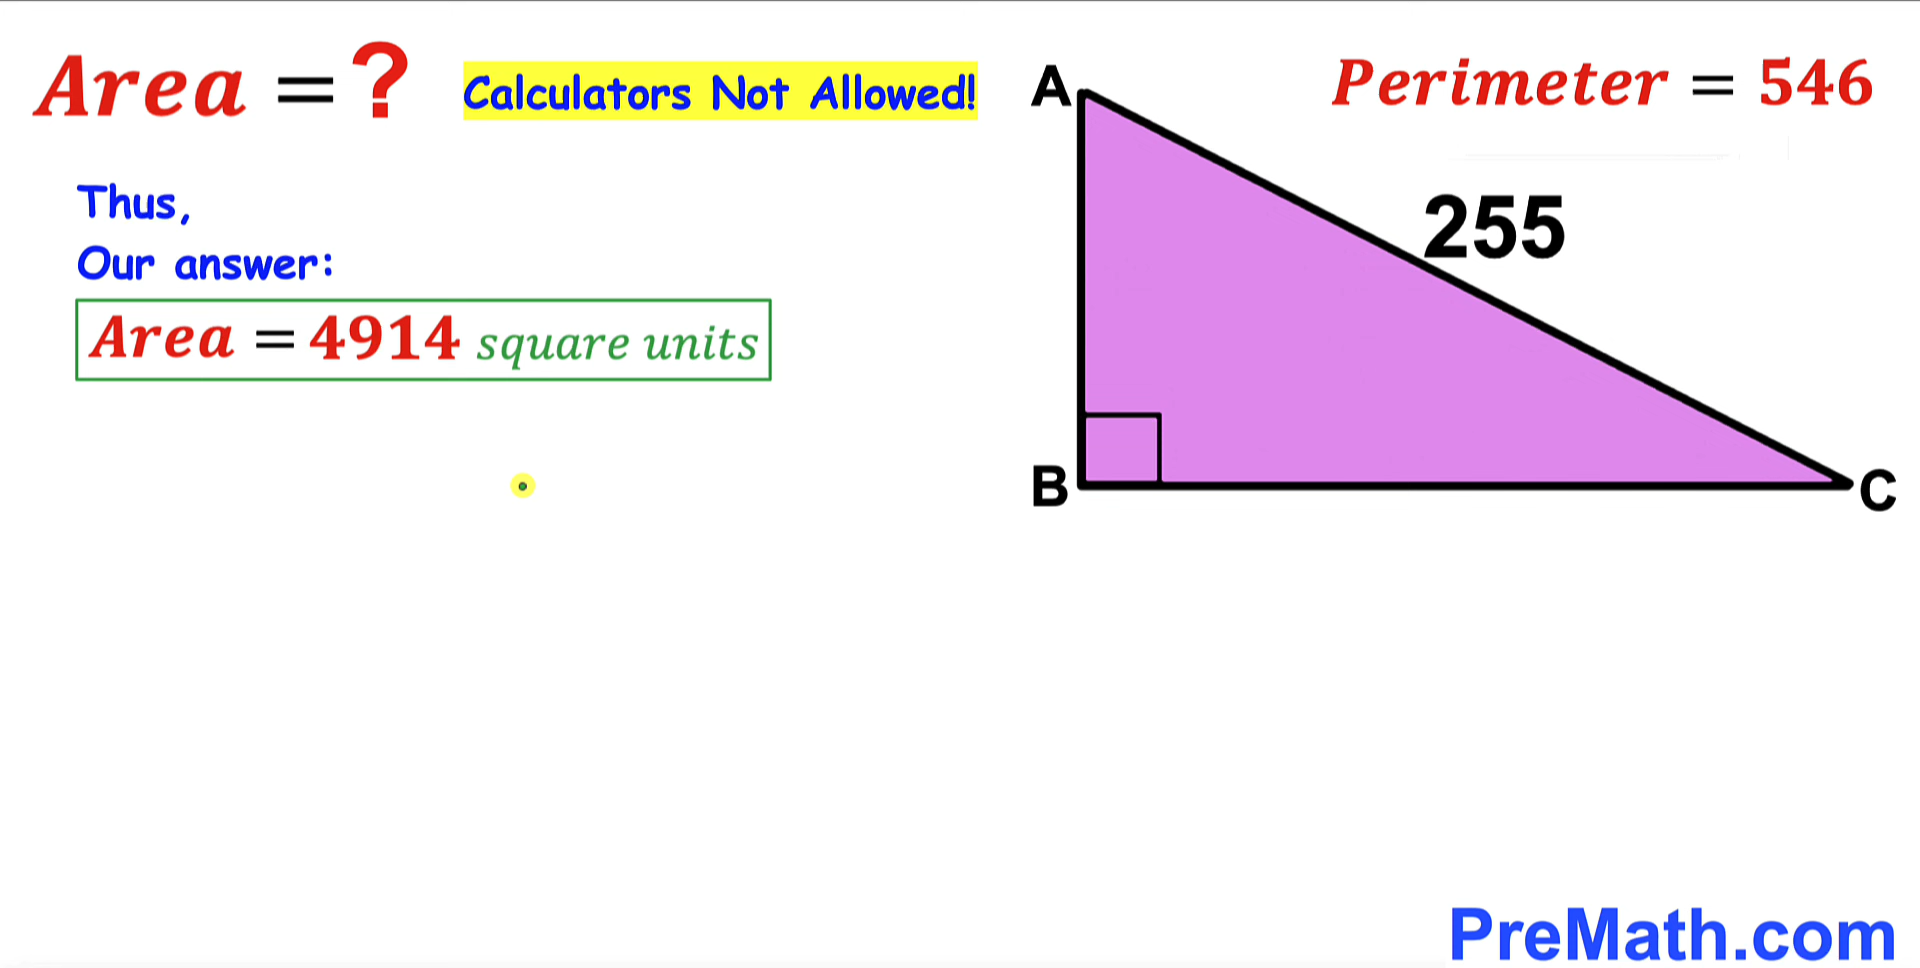 Area = ?
Calculators Not Allowed!
Perimeter = 546
A
255
Thus,
Our answer:
Area = 4914 square units
B
C
PreMath.com